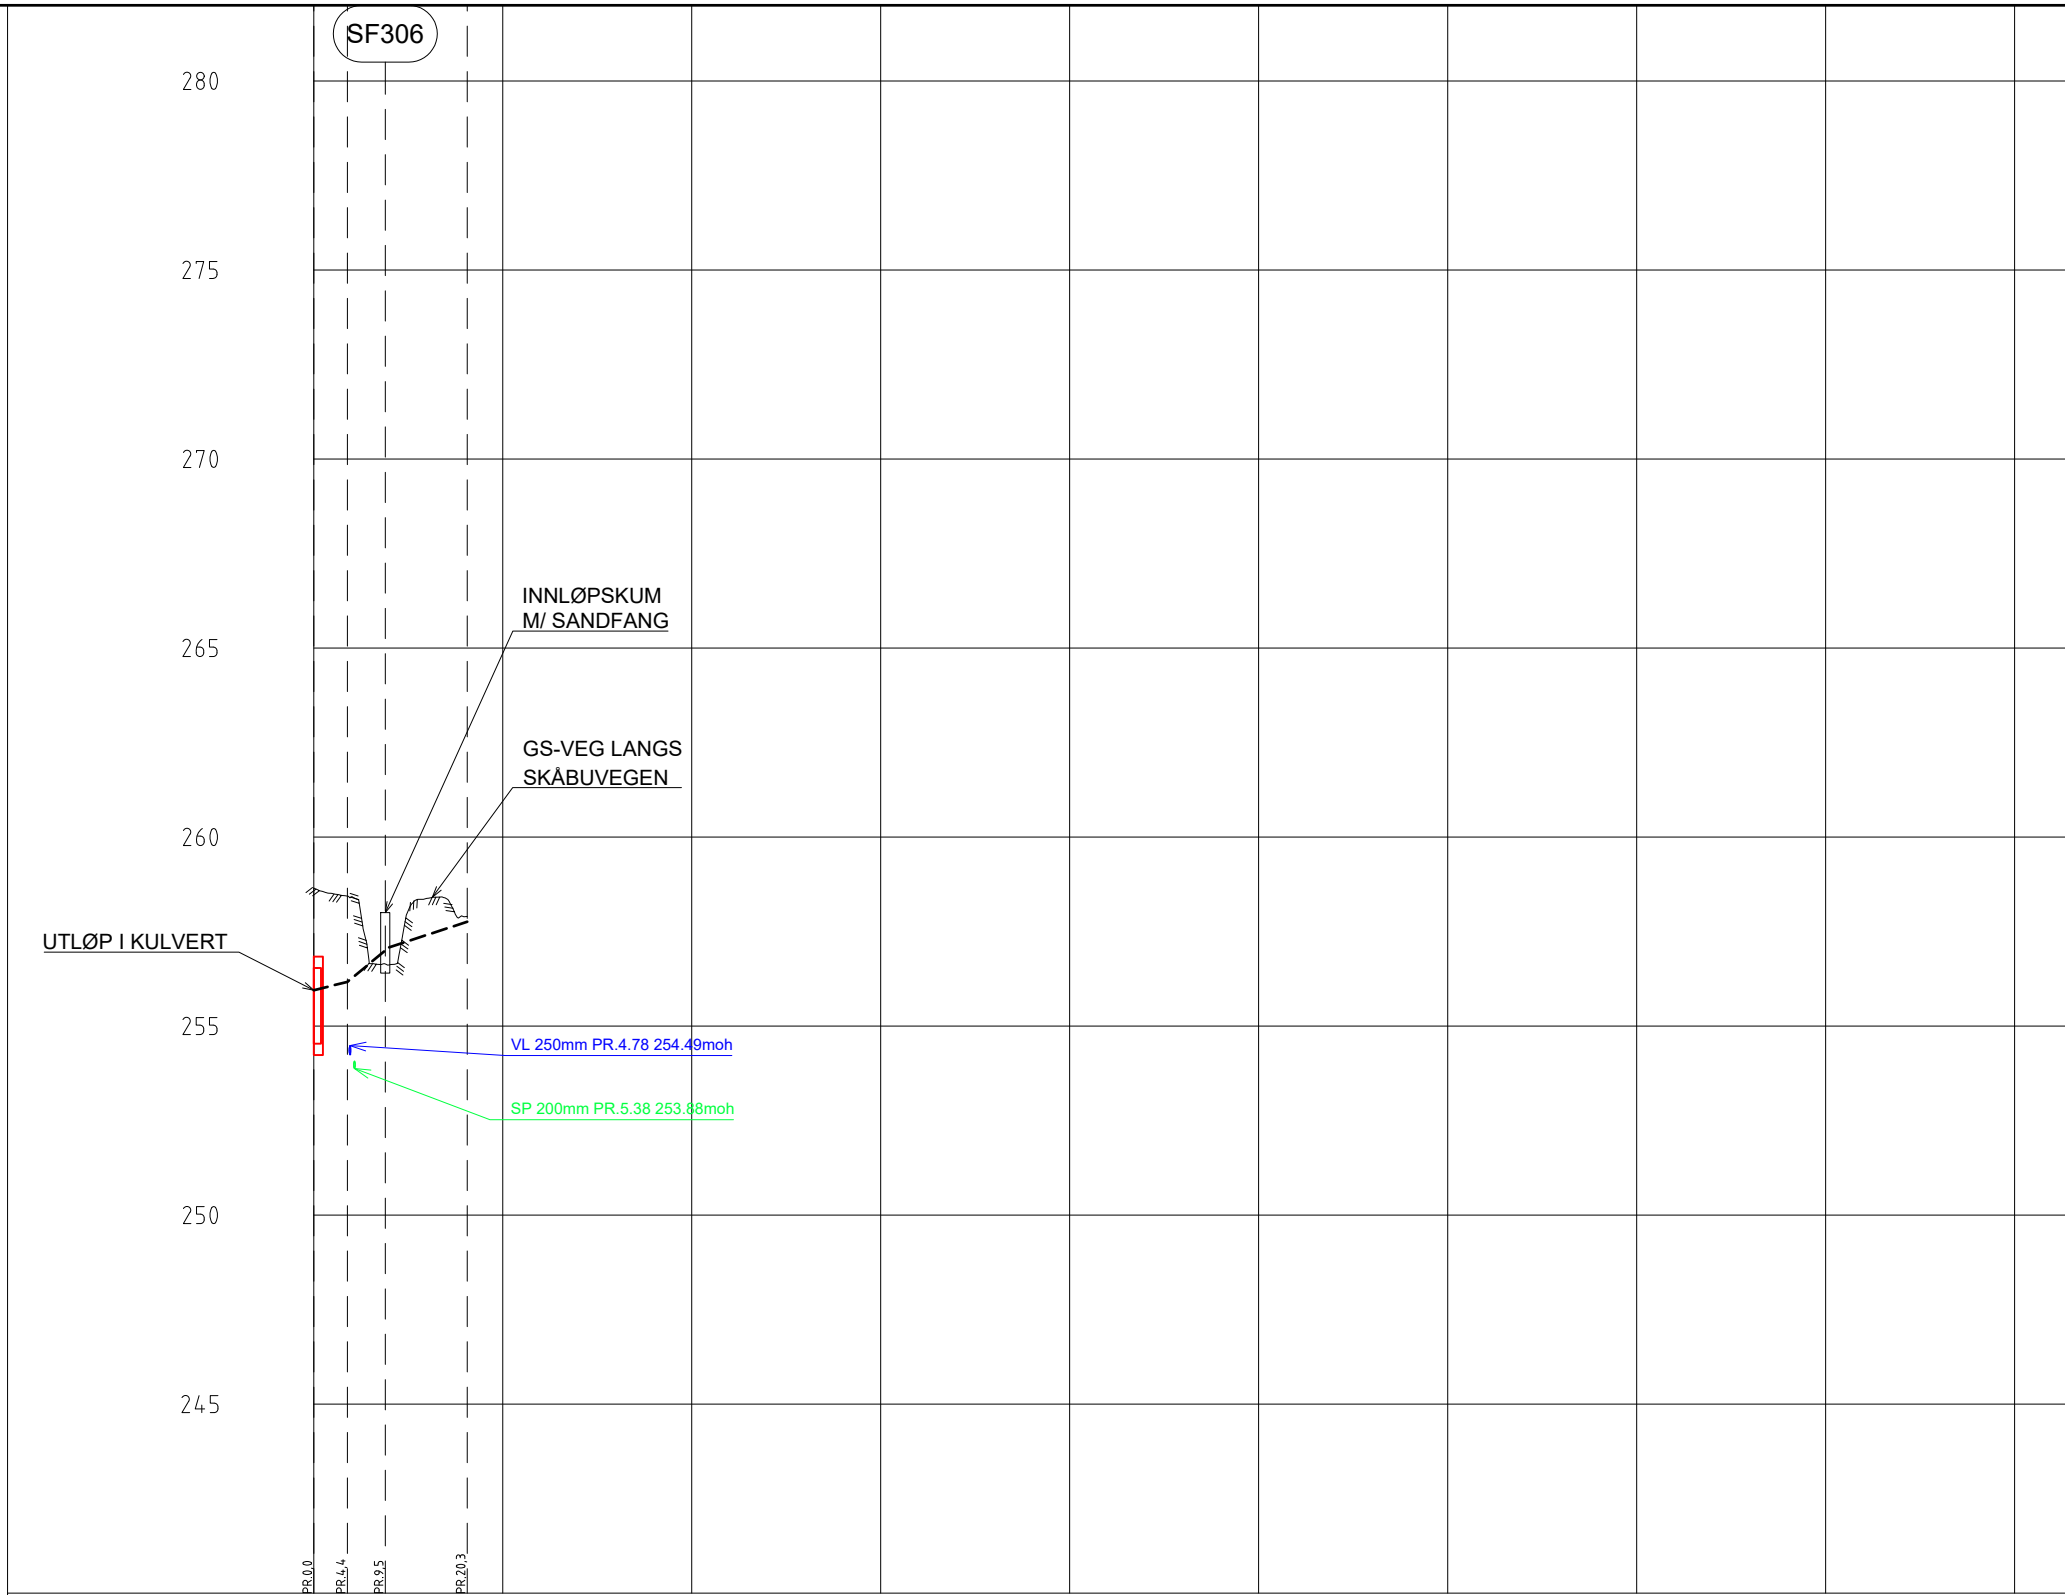 SF306
280
275
270
INNLØPSKUM
M/ SANDFANG
265
GS-VEG LANGS
SKÅBUVEGEN
260
UTLØP I KULVERT
255
VL 250mm PR.4.78 254.49moh
SP 200mm PR.5.38 253.88moh
250
245
PR.0,0
PR.4,4
PR.9,5
PR.20,3